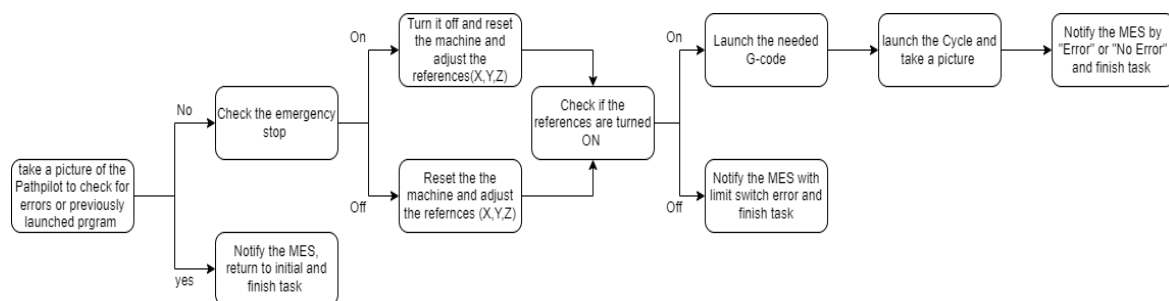 take a picture of the
Pathpilot to check for
errors or previously
launched prgram
No
yes
Check the emergency
stop
Notify the MES,
return to initial and
finish task
On
Off
Turn it off and reset
the machine and
adjust the
references(X,Y,Z)
Reset the the
machine and adjust
the refernces (X,Y,Z)
Check if the
references are turned
ON
On
Off
Launch the needed
G-code
Notify the MES with
limit switch error and
finish task
launch the Cycle and
take a picture
Notify the MES by
"Error" or "No Error"
and finish task